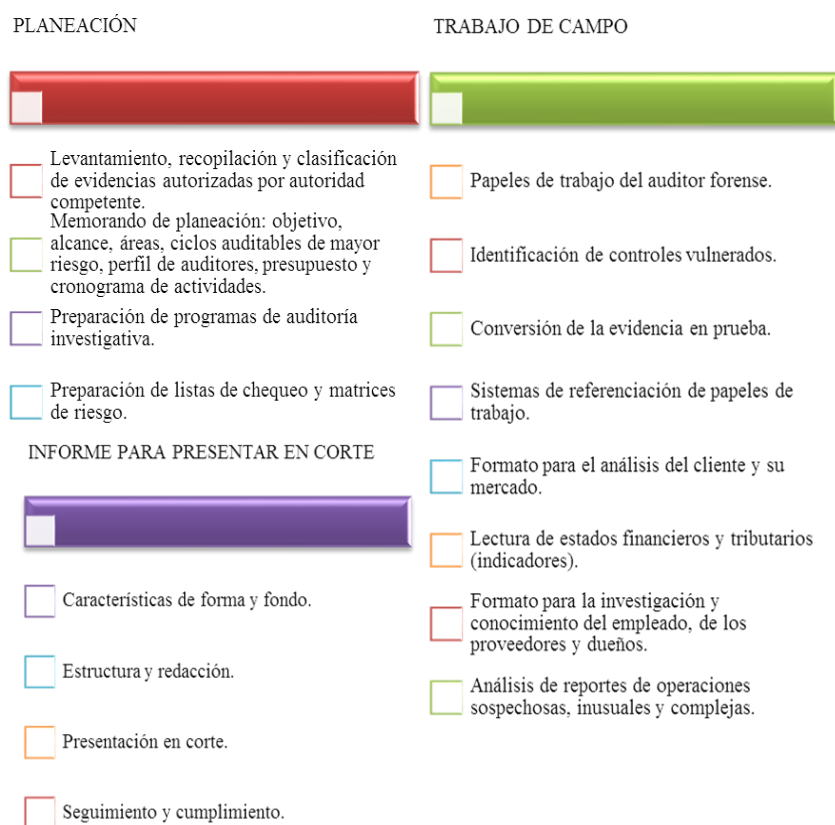 PLANEACIÓN
Levantamiento, recopilación y clasificación
de evidencias autorizadas por autoridad
competente.
Memorando de planeación: objetivo,
alcance, áreas, ciclos auditables de mayor
riesgo, perfil de auditores, presupuesto y
cronograma de actividades.
Preparación de programas de auditoría
investigativa.
Preparación de listas de chequeo y matrices
de riesgo.
INFORME PARA PRESENTAR EN CORTE
Características de forma y fondo.
Estructura y redacción.
Presentación en corte.
Seguimiento y cumplimiento.
TRABAJO DE CAMPO
Papeles de trabajo del auditor forense.
Identificación de controles vulnerados.
Conversión de la evidencia en prueba.
Sistemas de referenciación de papeles de
trabajo.
Formato para el análisis del cliente y su
mercado.
Lectura de estados financieros y tributarios
(indicadores).
Formato para la investigación y
conocimiento del empleado, de los
proveedores y dueños.
Análisis de reportes de operaciones
sospechosas, inusuales y complejas.